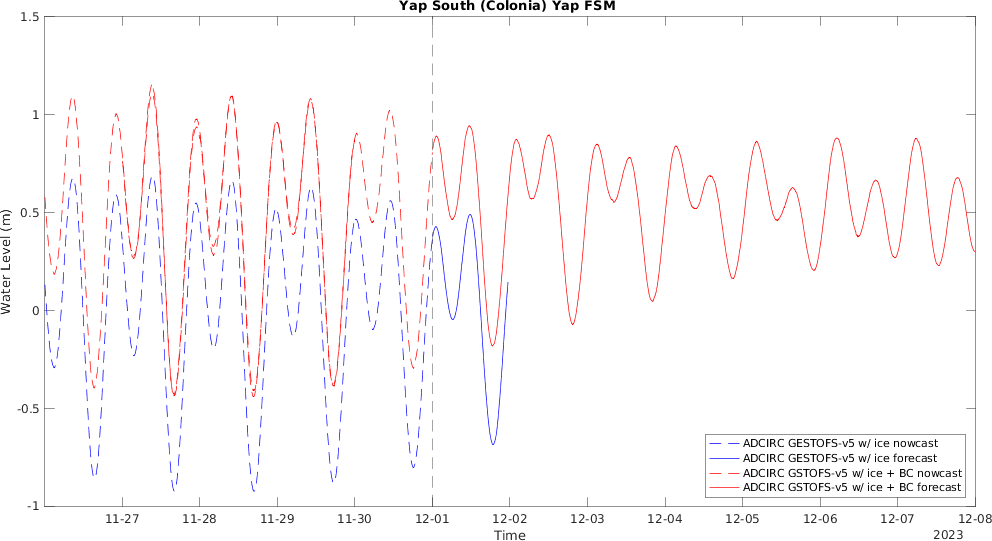 Yap South (Colonia) Yap FSM
1.5
1
0.5
0
-0.5
-1
Water Level (m)
ADCIRC GESTOFS-v5 w/ ice nowcast
ADCIRC GESTOFS-v5 w/ ice forecast
ADCIRC GSTOFS-v5 w/ ice + BC nowcast
ADCIRC GSTOFS-v5 w/ ice + BC forecast
11-27 11-28 11-29 11-30 12-01 12-02 12-03 12-04 12-05 12-06 12-07 12-08
Time
2023